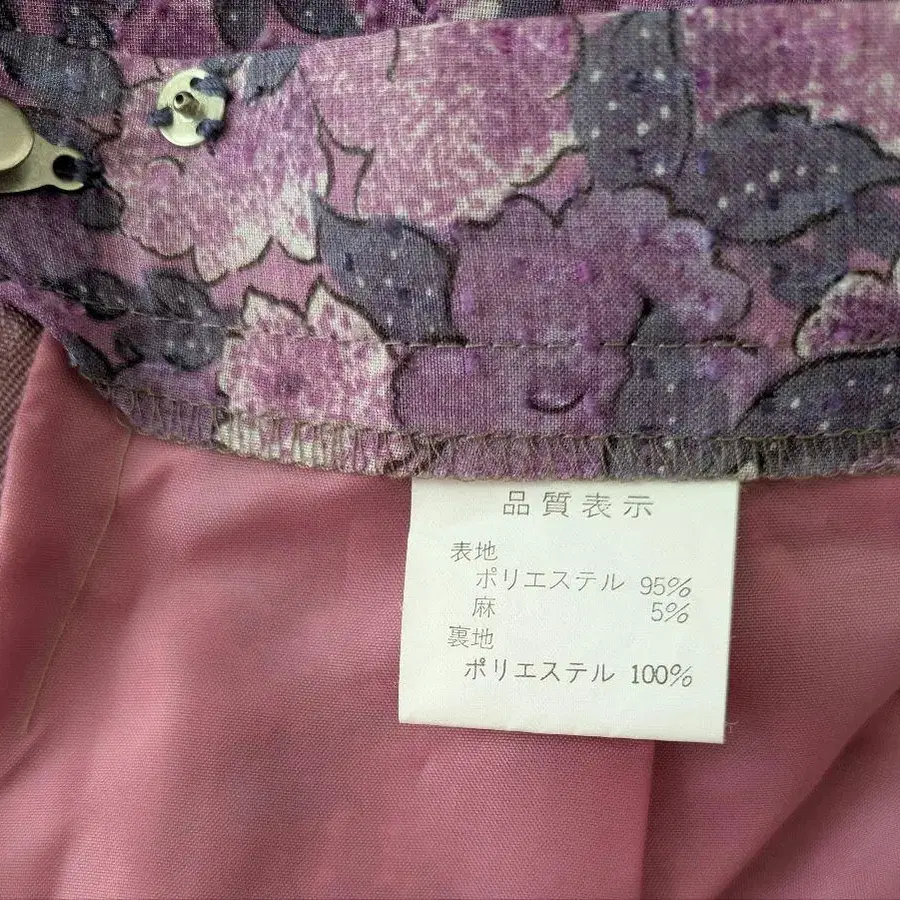 品質表示
表地
ポリエステル 95%
麻 5%
裏地
ポリエステル 100%